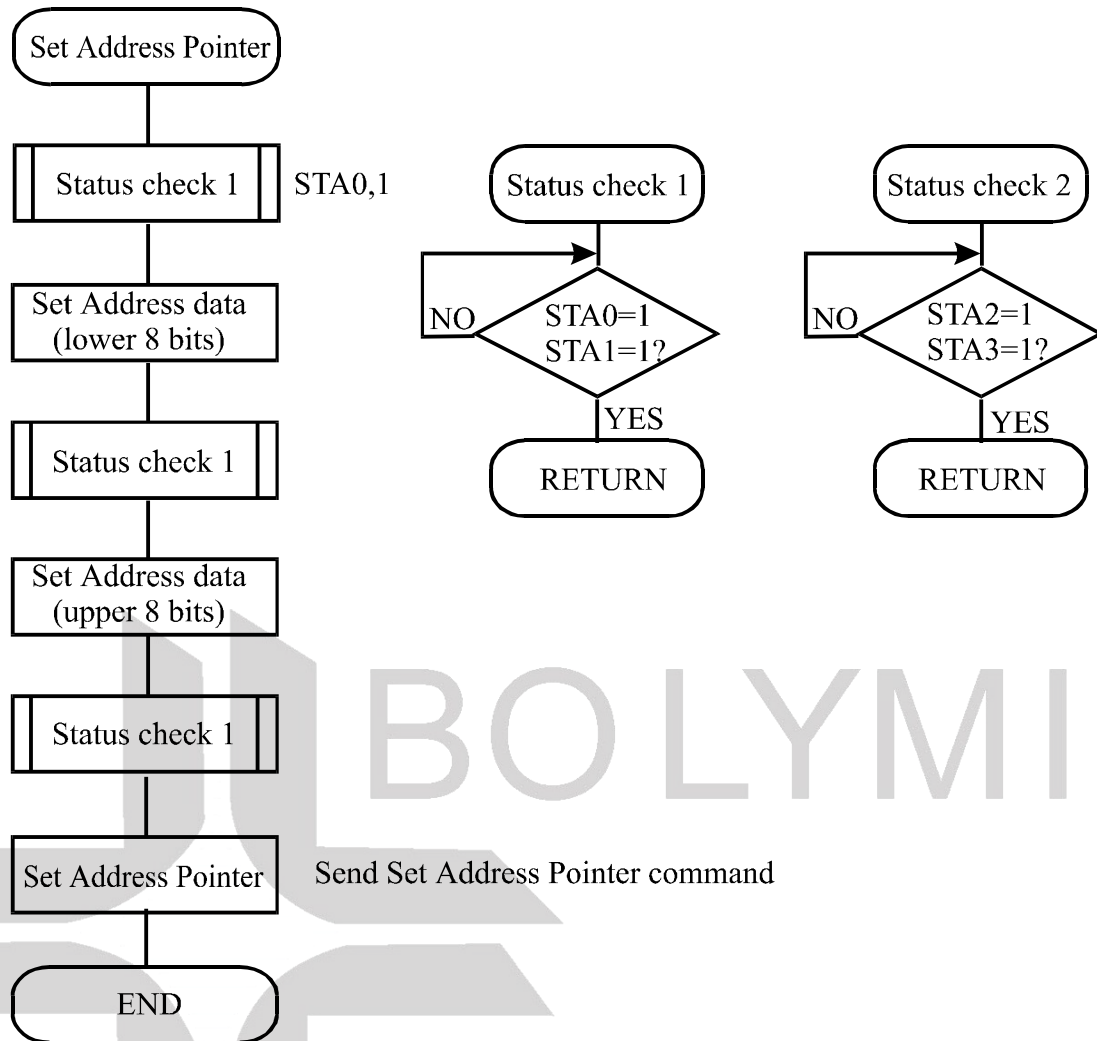 Set Address Pointer
Status check 1
STA0,1
Set Address data
(lower 8 bits)
Status check 1
Set Address data
(upper 8 bits)
Status check 1
Set Address Pointer
Send Set Address Pointer command
END
Status check 1
NO
STA0=1
STA1=1?
YES
RETURN
Status check 2
NO
STA2=1
STA3=1?
YES
RETURN
BOLYMI